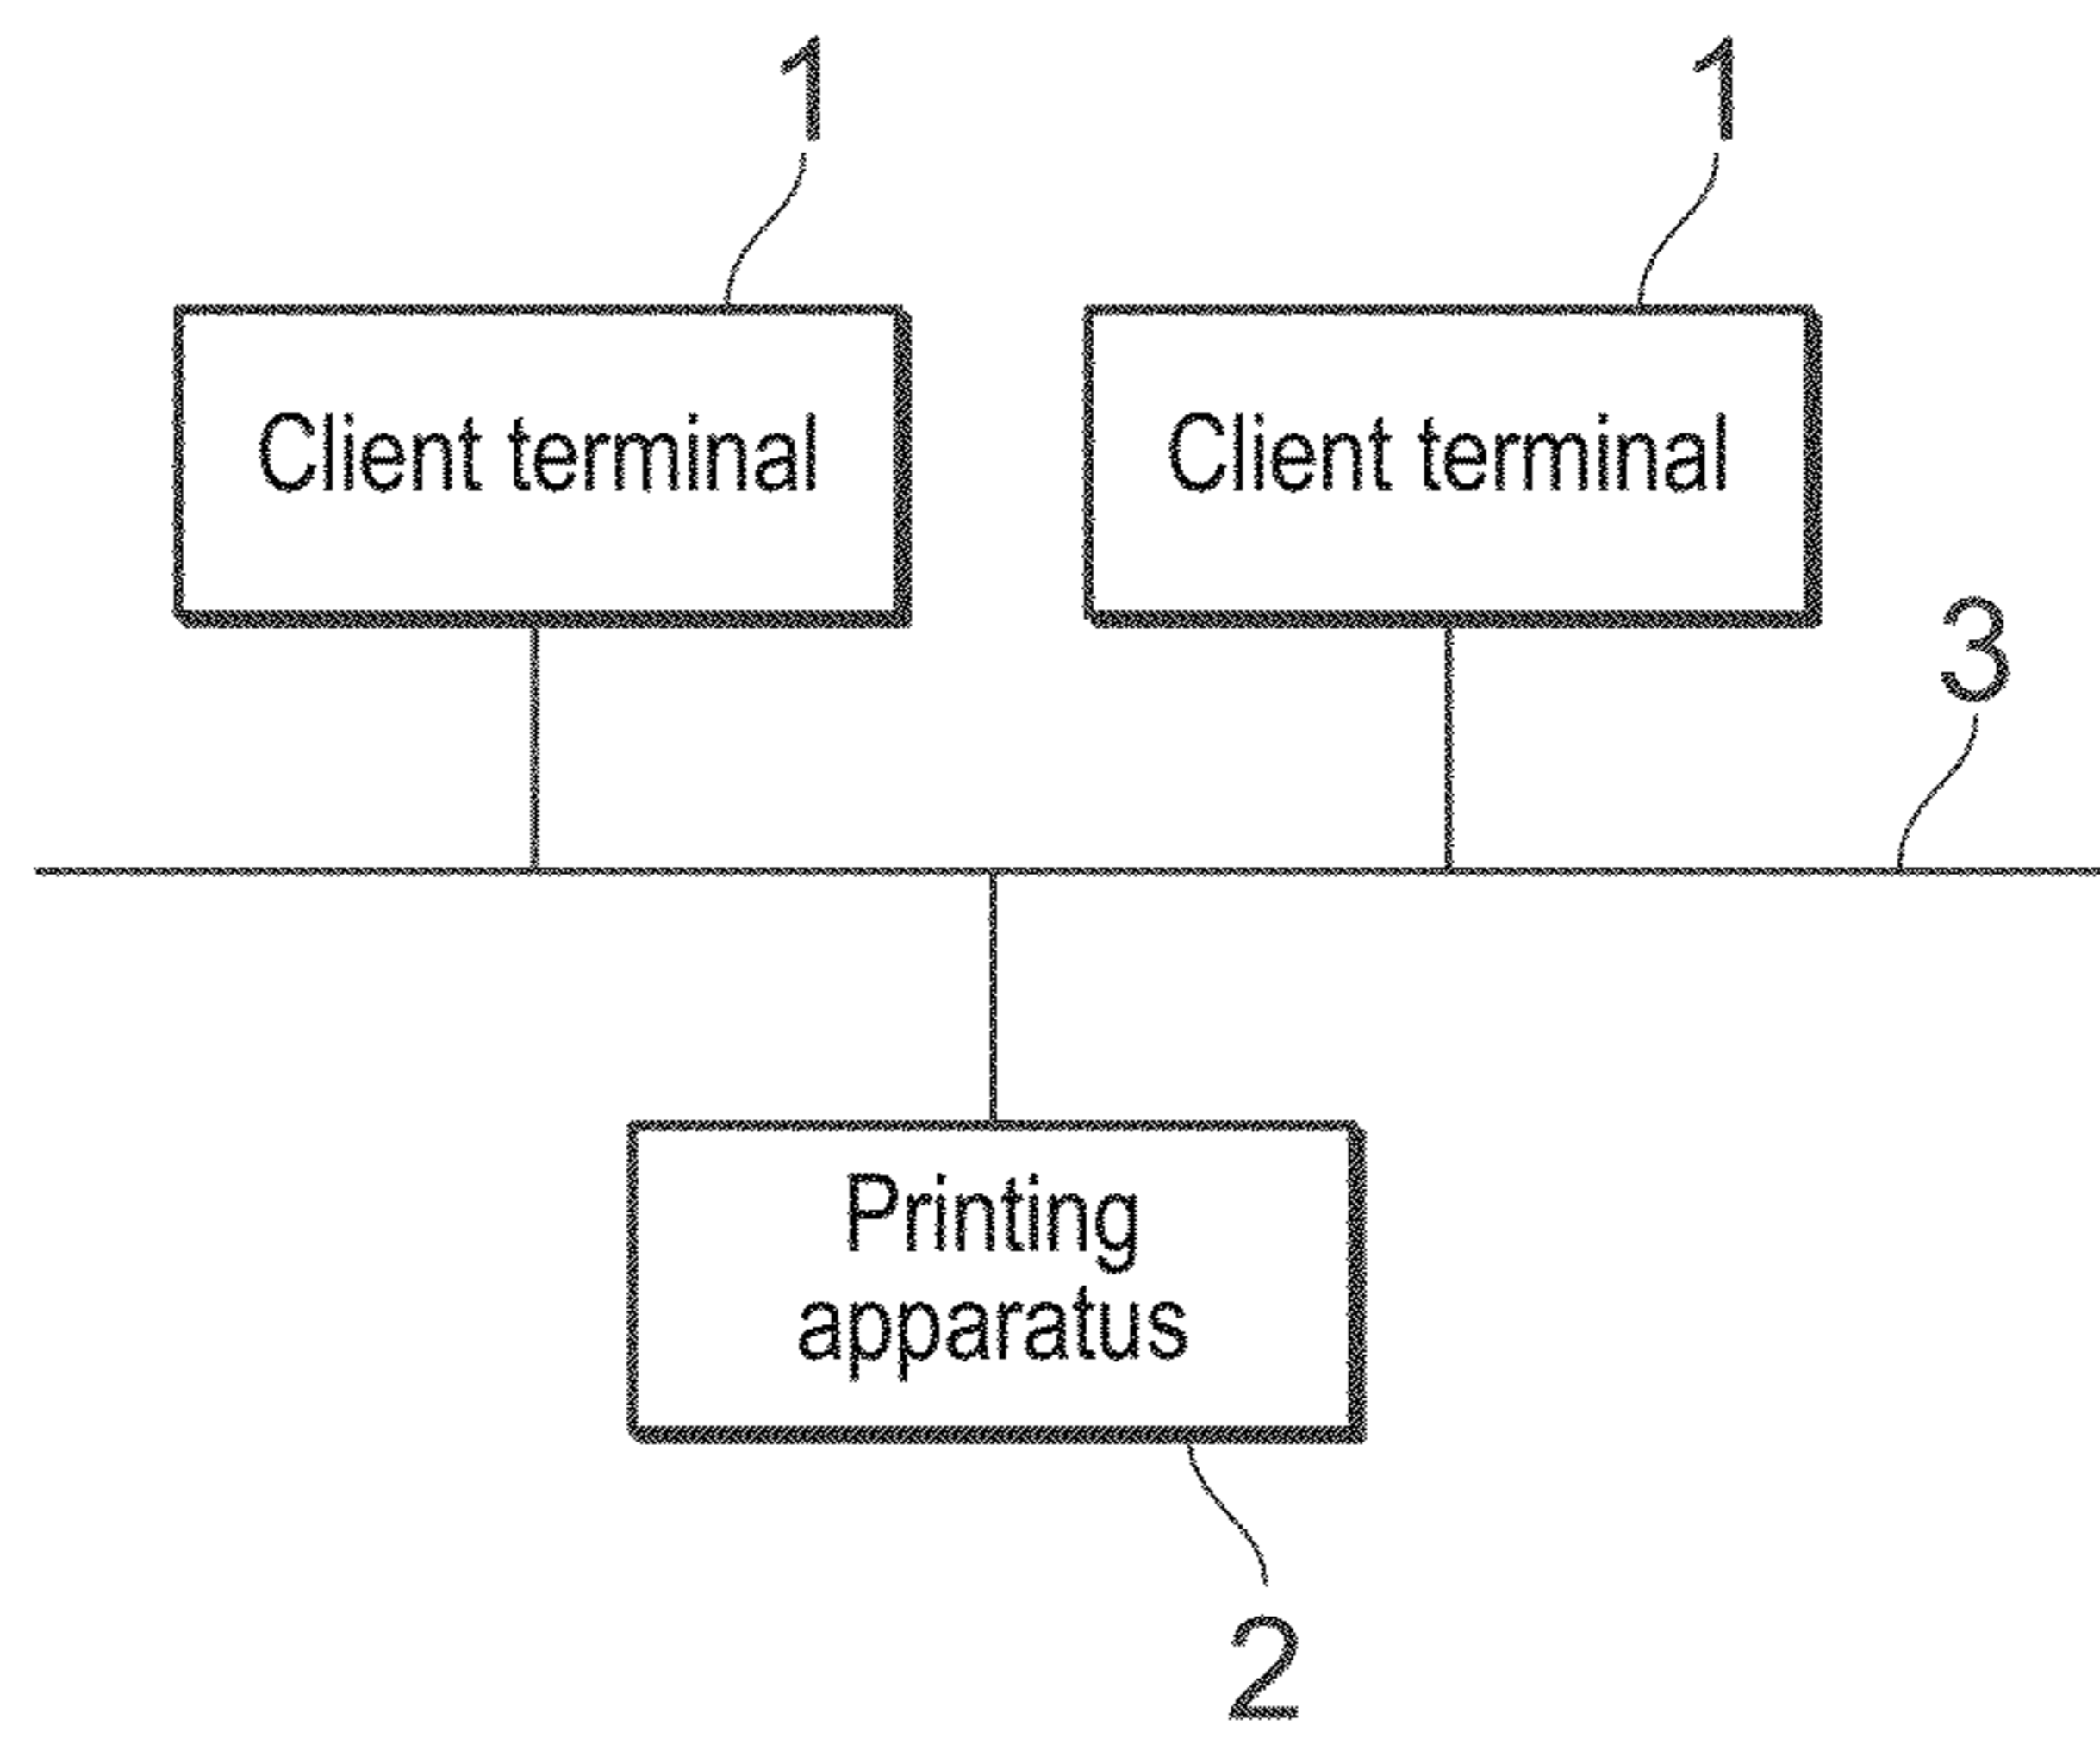 1
1
Client terminal
Client terminal
3
Printing
apparatus
2